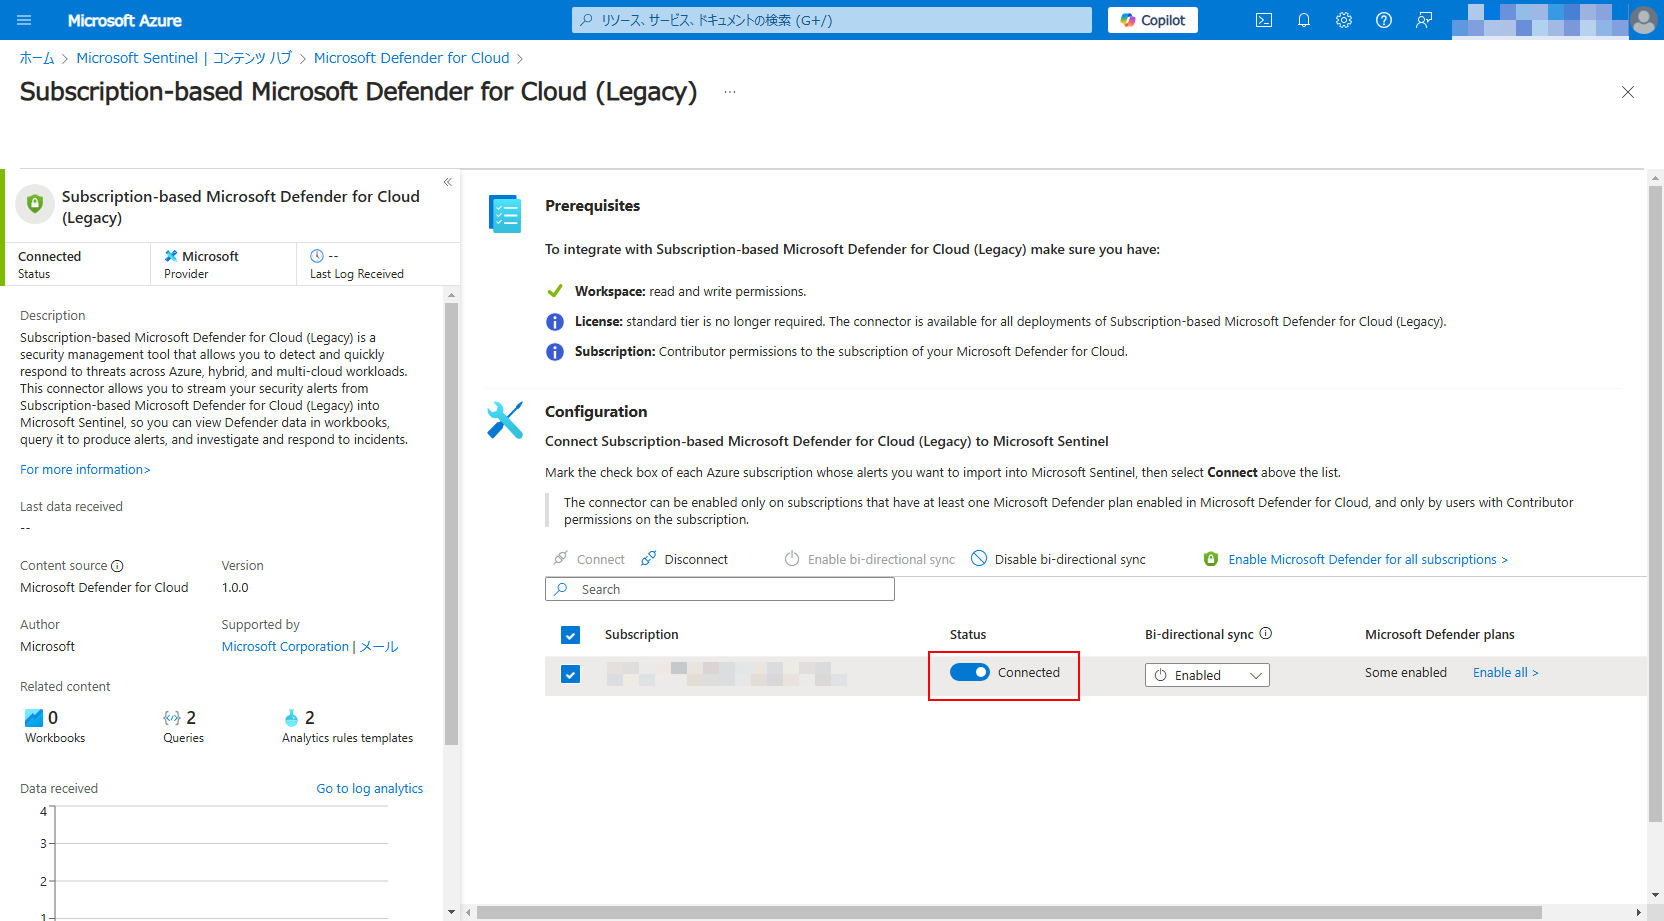 Microsoft Azure
リソース、サービス、ドキュメントの検索 (G+/)
Copilot
ホーム > Microsoft Sentinel | コンテンツ ハブ > Microsoft Defender for Cloud >
Subscription-based Microsoft Defender for Cloud (Legacy) ...
Subscription-based Microsoft Defender for Cloud
(Legacy)
Connected
Status
Microsoft
Provider
--
Last Log Received
Description
Subscription-based Microsoft Defender for Cloud (Legacy) is a
security management tool that allows you to detect and quickly
respond to threats across Azure, hybrid, and multi-cloud workloads.
This connector allows you to stream your security alerts from
Subscription-based Microsoft Defender for Cloud (Legacy) into
Microsoft Sentinel, so you can view Defender data in workbooks,
query it to produce alerts, and investigate and respond to incidents.
For more information>
Last data received
--
Content source
Microsoft Defender for Cloud
Version
1.0.0
Author
Microsoft
Supported by
Microsoft Corporation | メール
Related content
0
Workbooks
2
Queries
2
Analytics rules templates
Data received
Go to log analytics
4
3
2
1
Prerequisites
To integrate with Subscription-based Microsoft Defender for Cloud (Legacy) make sure you have:
Workspace: read and write permissions.
License: standard tier is no longer required. The connector is available for all deployments of Subscription-based Microsoft Defender for Cloud (Legacy).
Subscription: Contributor permissions to the subscription of your Microsoft Defender for Cloud.
Configuration
Connect Subscription-based Microsoft Defender for Cloud (Legacy) to Microsoft Sentinel
Mark the check box of each Azure subscription whose alerts you want to import into Microsoft Sentinel, then select Connect above the list.
The connector can be enabled only on subscriptions that have at least one Microsoft Defender plan enabled in Microsoft Defender for Cloud, and only by users with Contributor
permissions on the subscription.
Connect Disconnect Enable bi-directional sync Disable bi-directional sync Enable Microsoft Defender for all subscriptions >
Search
Subscription Status Bi-directional sync Microsoft Defender plans
Connected Enabled Some enabled Enable all >